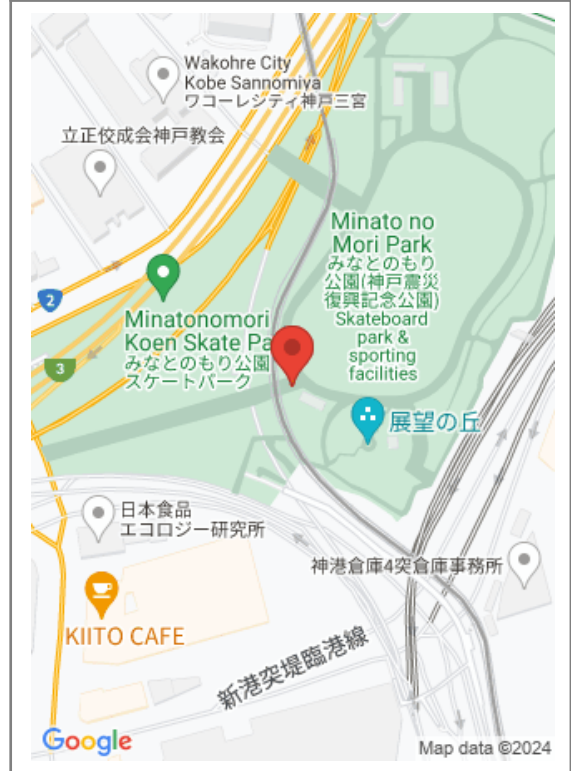 Wakohre City
Kobe Sannomiya
ワコーレシティ神戸三宮
立正佼成会神戸教会
Minato no
Mori Park
みなとのもり
公園(神戸震災
復興記念公園)
Skateboard
park &
sporting
facilities
2
Minatonomori
Koen Skate Pa
みなとのもり公園
スケートパーク
3
展望の丘
日本食品
エコロジー研究所
神港倉庫4突倉庫事務所
KIITO CAFE
新港突堤臨港線
Google
Map data ©2024